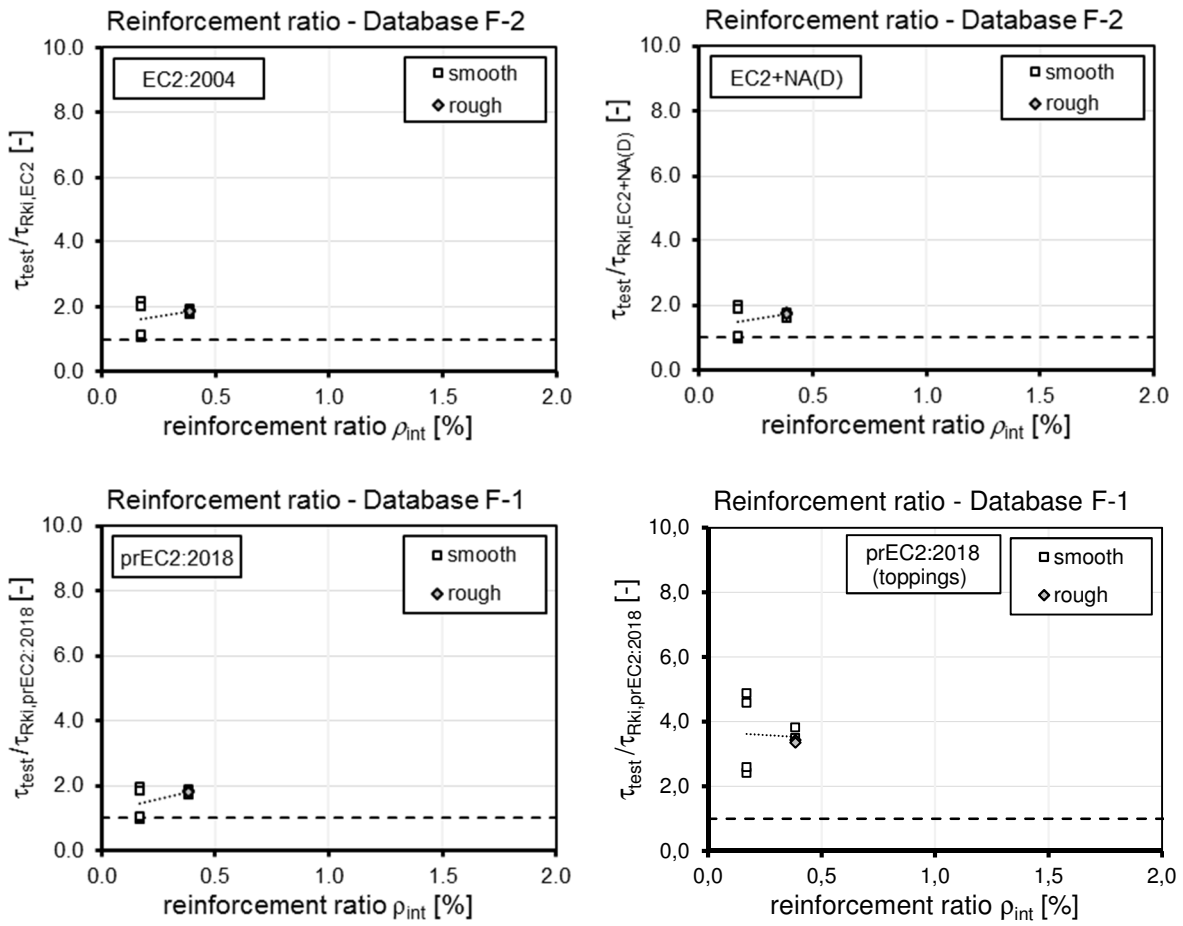 Reinforcement ratio - Database F-2
EC2:2004
smooth
rough
τtest/τRki,EC2 [-]
10.0
8.0
6.0
4.0
2.0
0.0
0.0 0.5 1.0 1.5 2.0
reinforcement ratio ρint [%]
Reinforcement ratio - Database F-2
EC2+NA(D)
smooth
rough
τtest/τRki,EC2+NA(D) [-]
10.0
8.0
6.0
4.0
2.0
0.0
0.0 0.5 1.0 1.5 2.0
reinforcement ratio ρint [%]
Reinforcement ratio - Database F-1
prEC2:2018
smooth
rough
τtest/τRki,prEC2:2018 [-]
10.0
8.0
6.0
4.0
2.0
0.0
0.0 0.5 1.0 1.5 2.0
reinforcement ratio ρint [%]
Reinforcement ratio - Database F-1
prEC2:2018
(toppings)
smooth
rough
τtest/τRki,prEC2:2018 [-]
10,0
8,0
6,0
4,0
2,0
0,0
0,0 0,5 1,0 1,5 2,0
reinforcement ratio ρint [%]